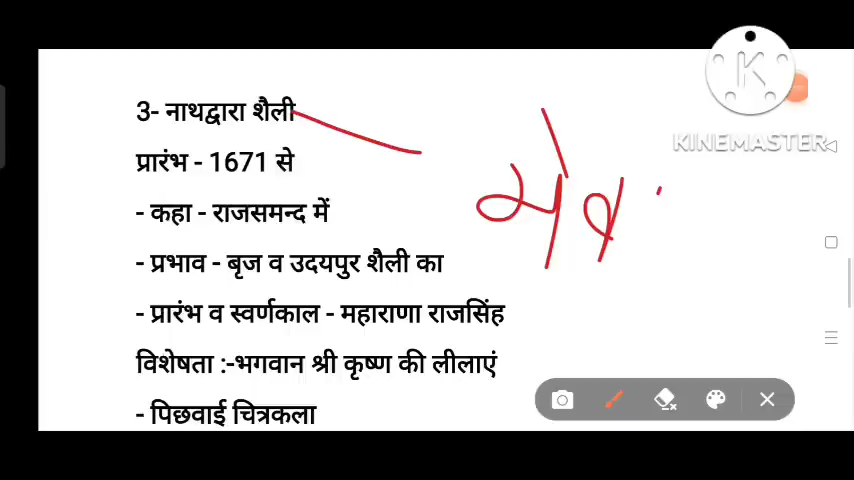 3- नाथद्वारा शैली
प्रारंभ - 1671 से
- कहा - राजसमन्द में
- प्रभाव - बृज व उदयपुर शैली का
- प्रारंभ व स्वर्णकाल - महाराणा राजसिंह
विशेषता :-भगवान श्री कृष्ण की लीलाएं
- पिछवाई चित्रकला
K
KINEMASTER